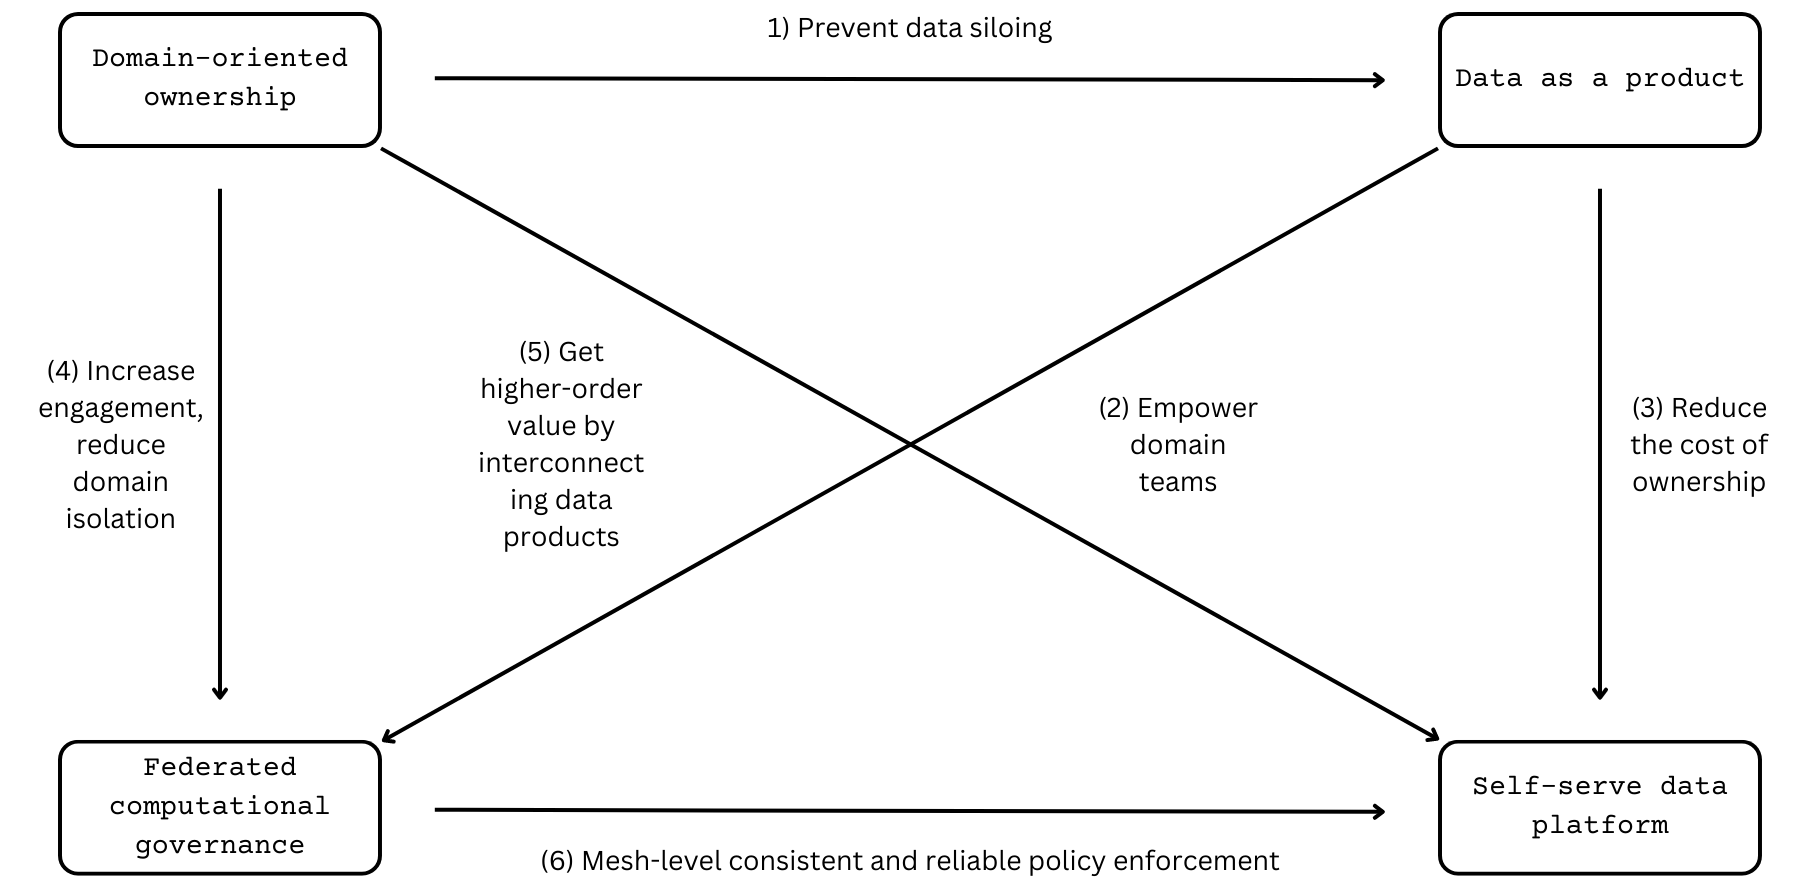 1) Prevent data siloing
Domain-oriented
ownership
Data as a product
(4) Increase
engagement,
reduce
domain
isolation
(5) Get
higher-order
value by
interconnect
ing data
products
(2) Empower
domain
teams
(3) Reduce
the cost of
ownership
Federated
computational
governance
Self-serve data
platform
(6) Mesh-level consistent and reliable policy enforcement